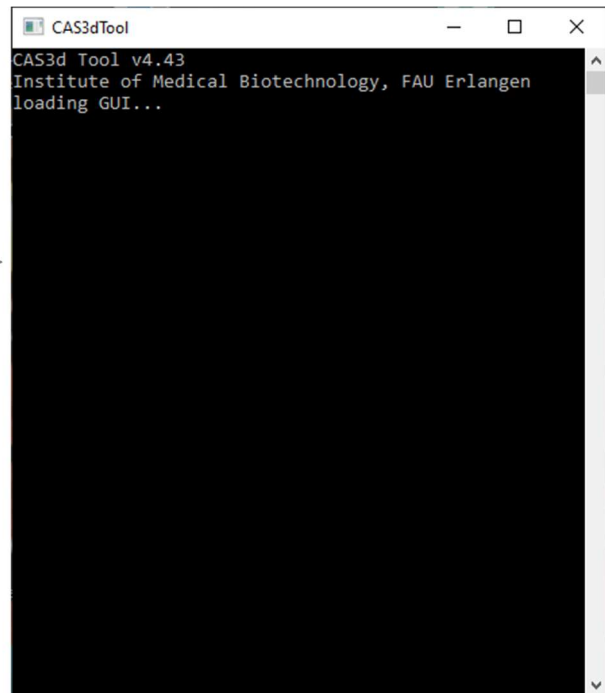 CAS3dTool
CAS3d Tool v4.43
Institute of Medical Biotechnology, FAU Erlangen
loading GUI...